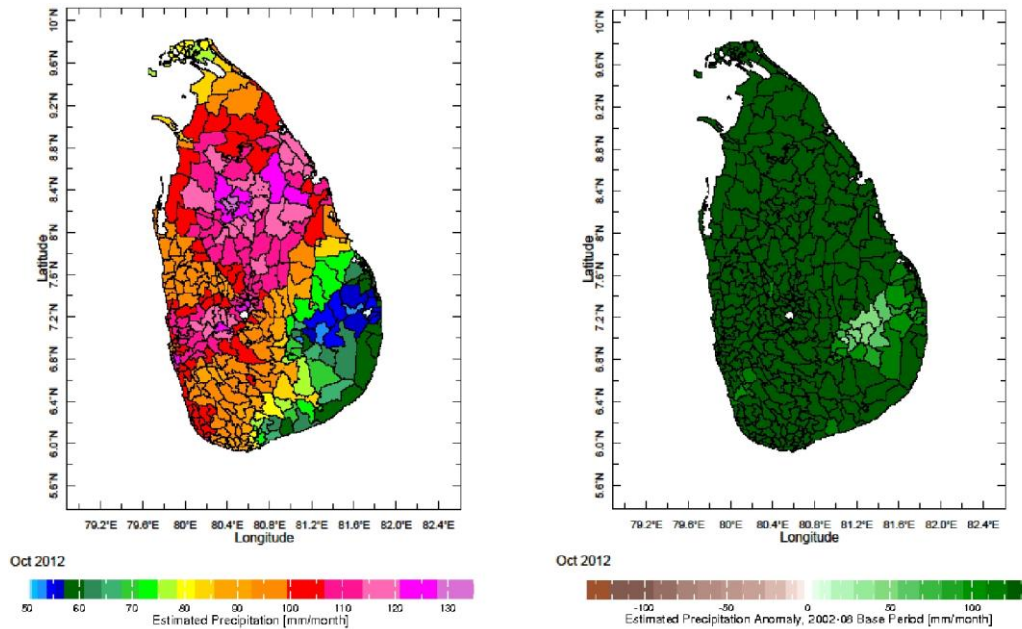 10°N
9.6°N
9.2°N
8.8°N
8.4°N
8°N
7.6°N
7.2°N
6.8°N
6.4°N
6.0°N
5.6°N
Latitude
79.2°E 79.6°E 80°E 80.4°E 80.8°E 81.2°E 81.6°E 82.0°E 82.4°E
Longitude
Oct 2012
50 60 70 80 90 100 110 120 130
Estimated Precipitation [mm/month]
10°N
9.6°N
9.2°N
8.8°N
8.4°N
8°N
7.6°N
7.2°N
6.8°N
6.4°N
6.0°N
5.6°N
Latitude
79.2°E 79.6°E 80°E 80.4°E 80.8°E 81.2°E 81.6°E 82.0°E 82.4°E
Longitude
Oct 2012
-100 -50 0 50 100
Estimated Precipitation Anomaly, 2002-06 Base Period [mm/month]